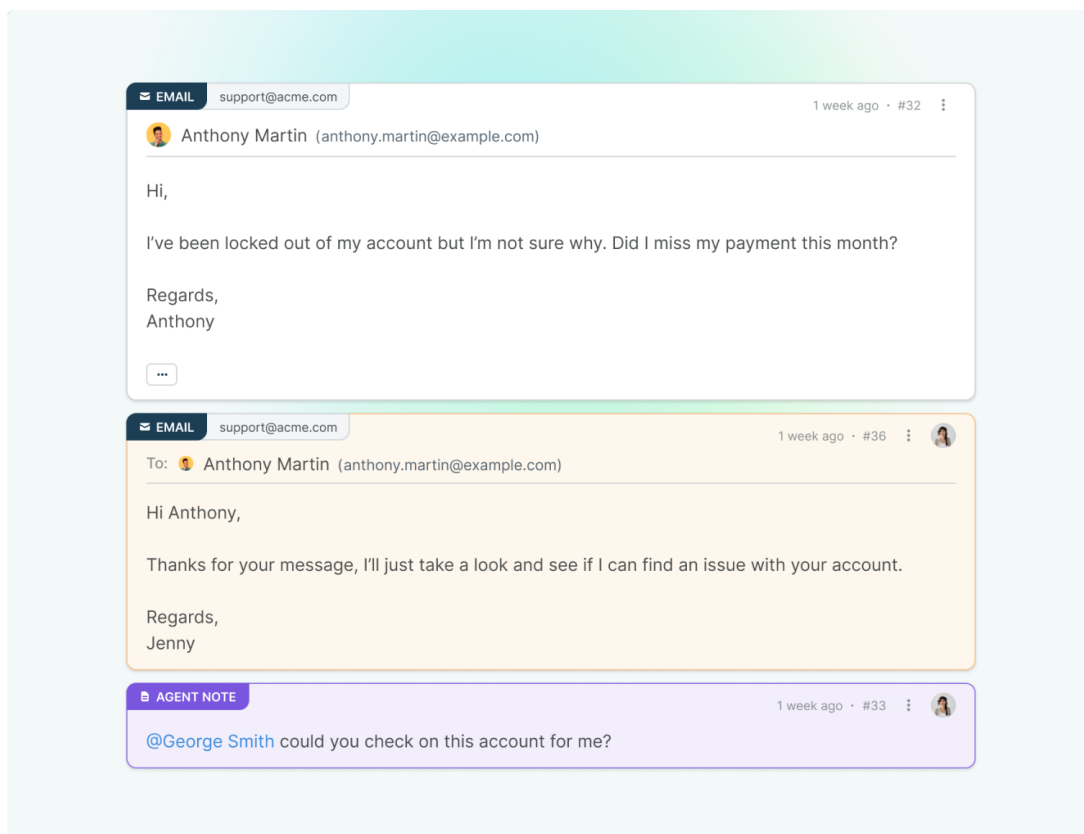 EMAIL support@acme.com
1 week ago · #32
Anthony Martin (anthony.martin@example.com)
Hi,
I’ve been locked out of my account but I’m not sure why. Did I miss my payment this month?
Regards,
Anthony
...
EMAIL support@acme.com
1 week ago · #36
To: Anthony Martin (anthony.martin@example.com)
Hi Anthony,
Thanks for your message, I’ll just take a look and see if I can find an issue with your account.
Regards,
Jenny
AGENT NOTE
1 week ago · #33
@George Smith could you check on this account for me?